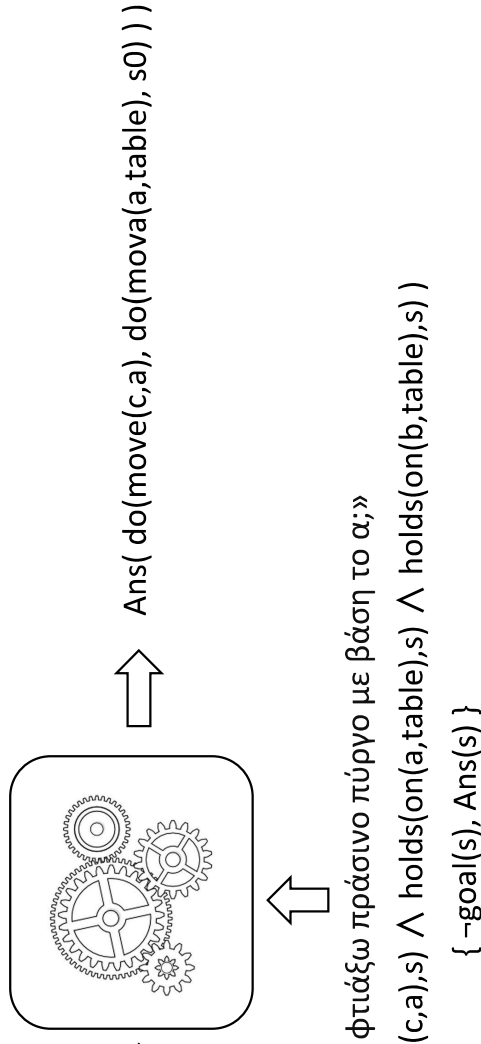 Ans( do(move(c,a), do(mova(a,table), s0) ) )
φτιάξω πράσινο πύργο με βάση το α;»
(c,a),s) ∧ holds(on(a,table),s) ∧ holds(on(b,table),s) )
{ ¬goal(s), Ans(s) }